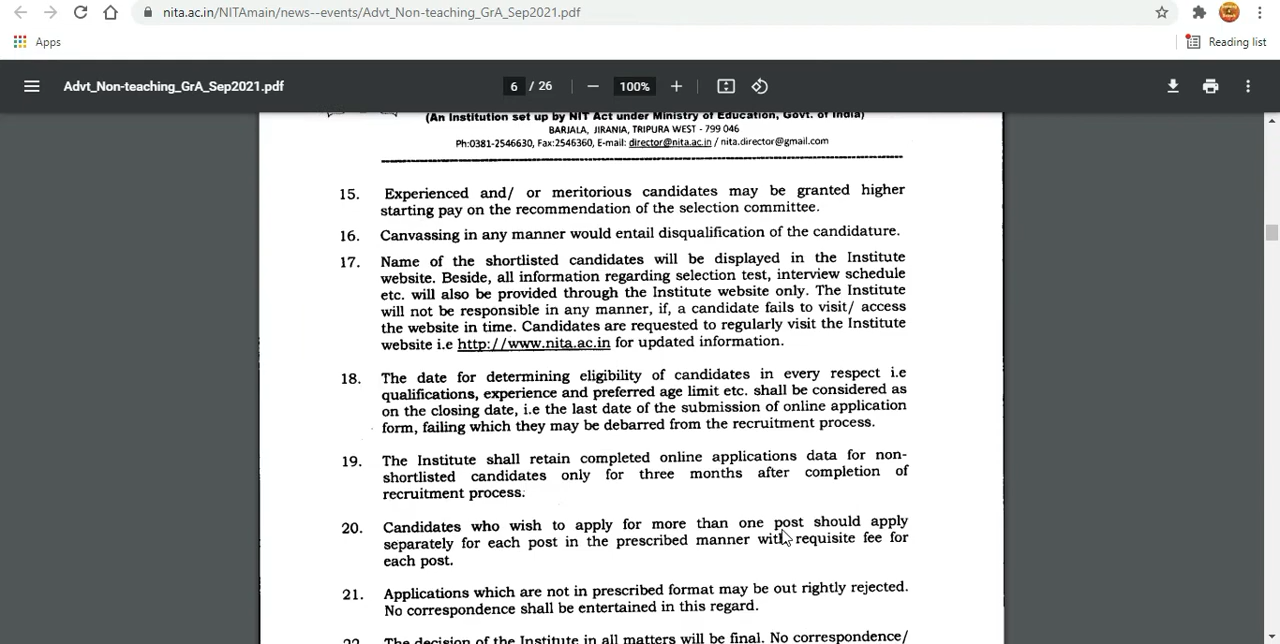 nita.ac.in/NITAmain/news--events/Advt_Non-teaching_GrA_Sep2021.pdf
Apps
Reading list
Advt_Non-teaching_GrA_Sep2021.pdf
6 / 26
100%
(An Institution set up by NIT Act under Ministry of Education, Govt. of India)
BARJALA, JIRANIA, TRIPURA WEST - 799 046
Ph:0381-2546630, Fax:2546360, E-mail: director@nita.ac.in / nita.director@gmail.com
15. Experienced and/ or meritorious candidates may be granted higher
starting pay on the recommendation of the selection committee.
16. Canvassing in any manner would entail disqualification of the candidature.
17. Name of the shortlisted candidates will be displayed in the Institute
website. Beside, all information regarding selection test, interview schedule
etc. will also be provided through the Institute website only. The Institute
will not be responsible in any manner, if, a candidate fails to visit/ access
the website in time. Candidates are requested to regularly visit the Institute
website i.e http://www.nita.ac.in for updated information.
18. The date for determining eligibility of candidates in every respect i.e
qualifications, experience and preferred age limit etc. shall be considered as
on the closing date, i.e the last date of the submission of online application
form, failing which they may be debarred from the recruitment process.
19. The Institute shall retain completed online applications data for non-
shortlisted candidates only for three months after completion of
recruitment process.
20. Candidates who wish to apply for more than one post should apply
separately for each post in the prescribed manner with requisite fee for
each post.
21. Applications which are not in prescribed format may be out rightly rejected.
No correspondence shall be entertained in this regard.
22. The decision of the Institute in all matters will be final. No correspondence/